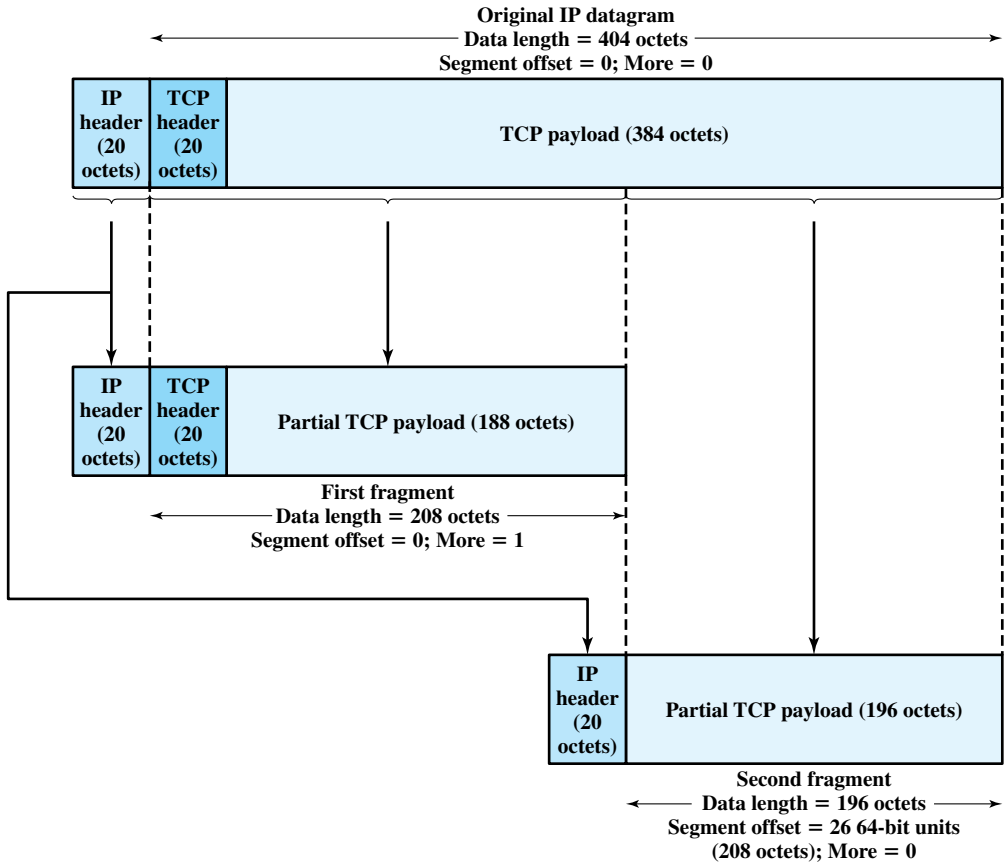 Original IP datagram
Data length = 404 octets
Segment offset = 0; More = 0
IP
header
(20
octets)
TCP
header
(20
octets)
TCP payload (384 octets)
IP
header
(20
octets)
TCP
header
(20
octets)
Partial TCP payload (188 octets)
First fragment
Data length = 208 octets
Segment offset = 0; More = 1
IP
header
(20
octets)
Partial TCP payload (196 octets)
Second fragment
Data length = 196 octets
Segment offset = 26 64-bit units
(208 octets); More = 0